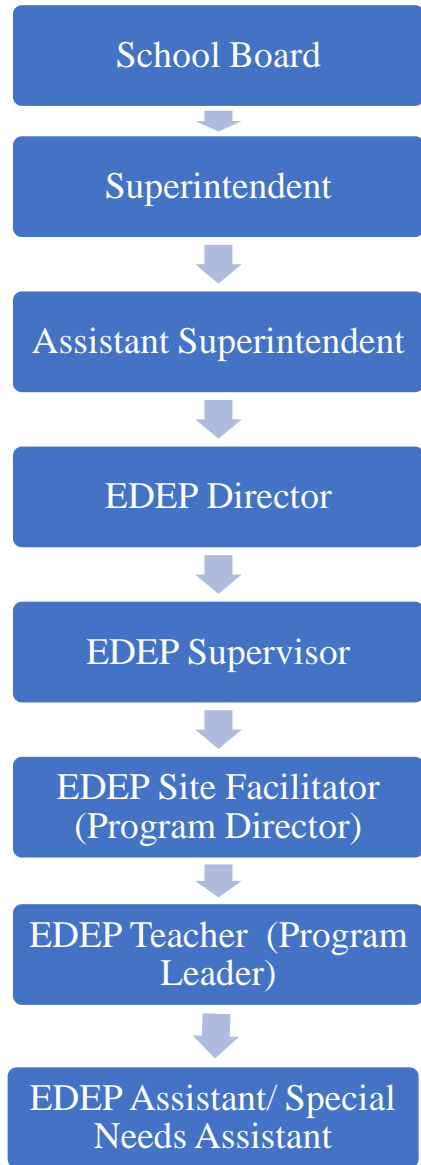 School Board
Superintendent
Assistant Superintendent
EDEP Director
EDEP Supervisor
EDEP Site Facilitator
(Program Director)
EDEP Teacher (Program
Leader)
EDEP Assistant/ Special
Needs Assistant